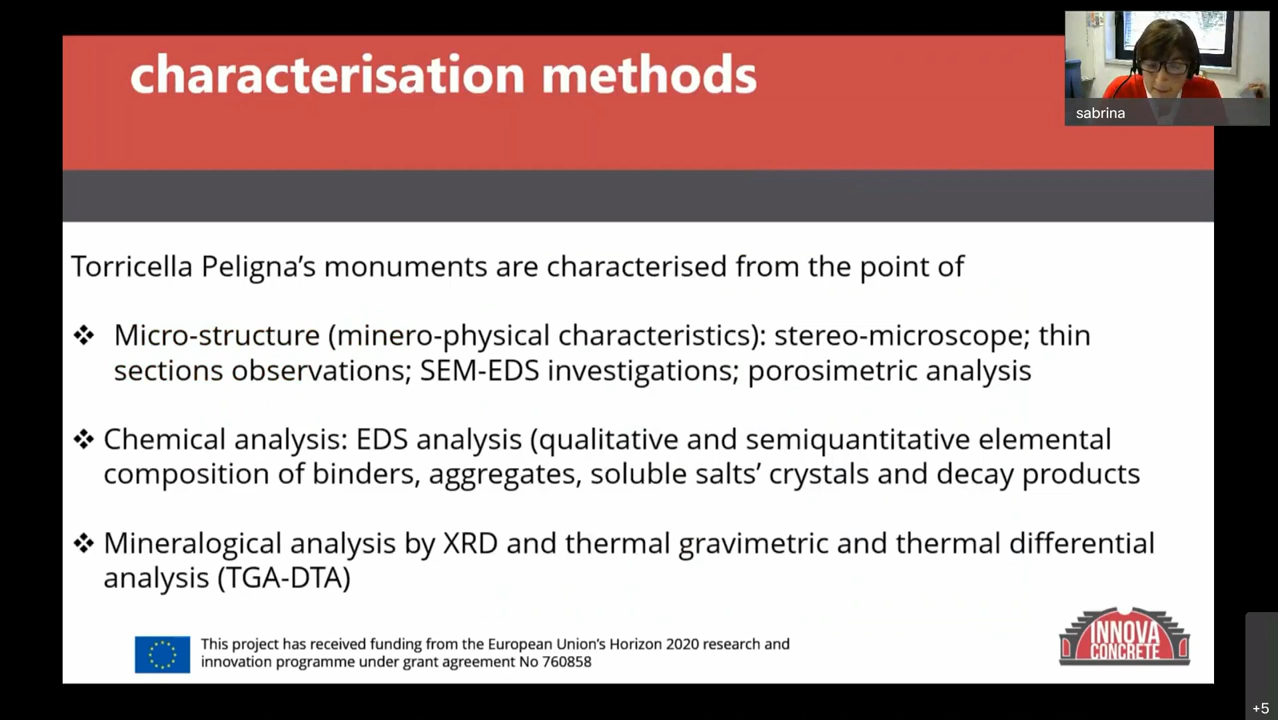 characterisation methods
sabrina
Torricella Peligna’s monuments are characterised from the point of
❖ Micro-structure (minero-physical characteristics): stereo-microscope; thin
sections observations; SEM-EDS investigations; porosimetric analysis
❖ Chemical analysis: EDS analysis (qualitative and semiquantitative elemental
composition of binders, aggregates, soluble salts’ crystals and decay products
❖ Mineralogical analysis by XRD and thermal gravimetric and thermal differential
analysis (TGA-DTA)
This project has received funding from the European Union’s Horizon 2020 research and
innovation programme under grant agreement No 760858
INNOVA
CONCRETE
+5